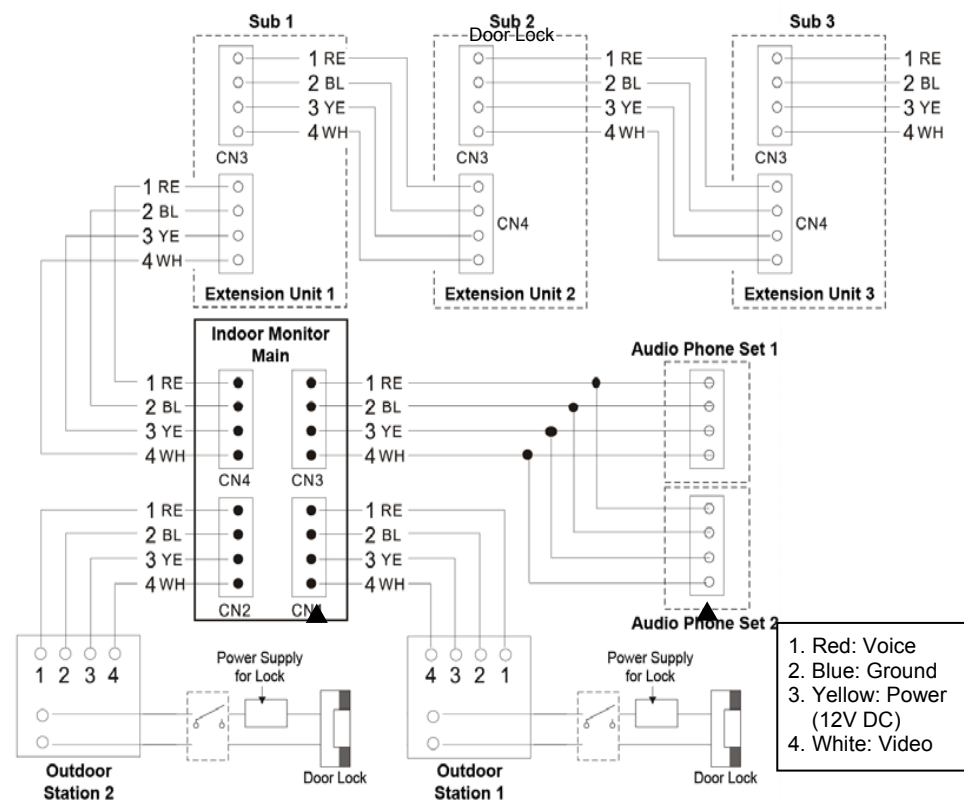 Sub 1
Sub 2
Sub 3
Door Lock
1 RE
2 BL
3 YE
4 WH
CN3
1 RE
2 BL
3 YE
4 WH
CN3
1 RE
2 BL
3 YE
4 WH
CN3
1 RE
2 BL
3 YE
4 WH
CN4
CN4
Extension Unit 1
Extension Unit 2
Extension Unit 3
Indoor Monitor
Main
Audio Phone Set 1
1 RE
2 BL
3 YE
4 WH
CN4
1 RE
2 BL
3 YE
4 WH
CN3
1 RE
2 BL
3 YE
4 WH
CN2
1 RE
2 BL
3 YE
4 WH
Audio Phone Set 2
1 2 3 4
4 3 2 1
Power Supply
for Lock
Power Supply
for Lock
Door Lock
Door Lock
Outdoor
Station 2
Outdoor
Station 1
1. Red: Voice
2. Blue: Ground
3. Yellow: Power
(12V DC)
4. White: Video